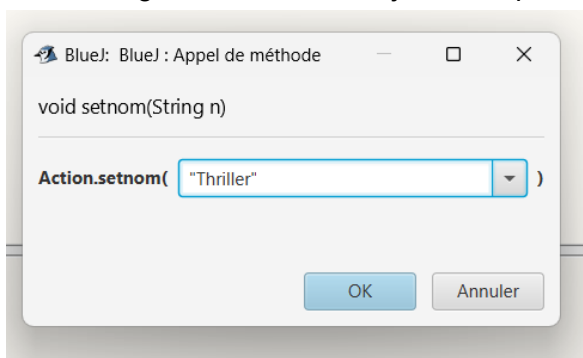 BlueJ: BlueJ : Appel de méthode
void setnom(String n)
Action.setnom( "Thriller" )
OK Annuler